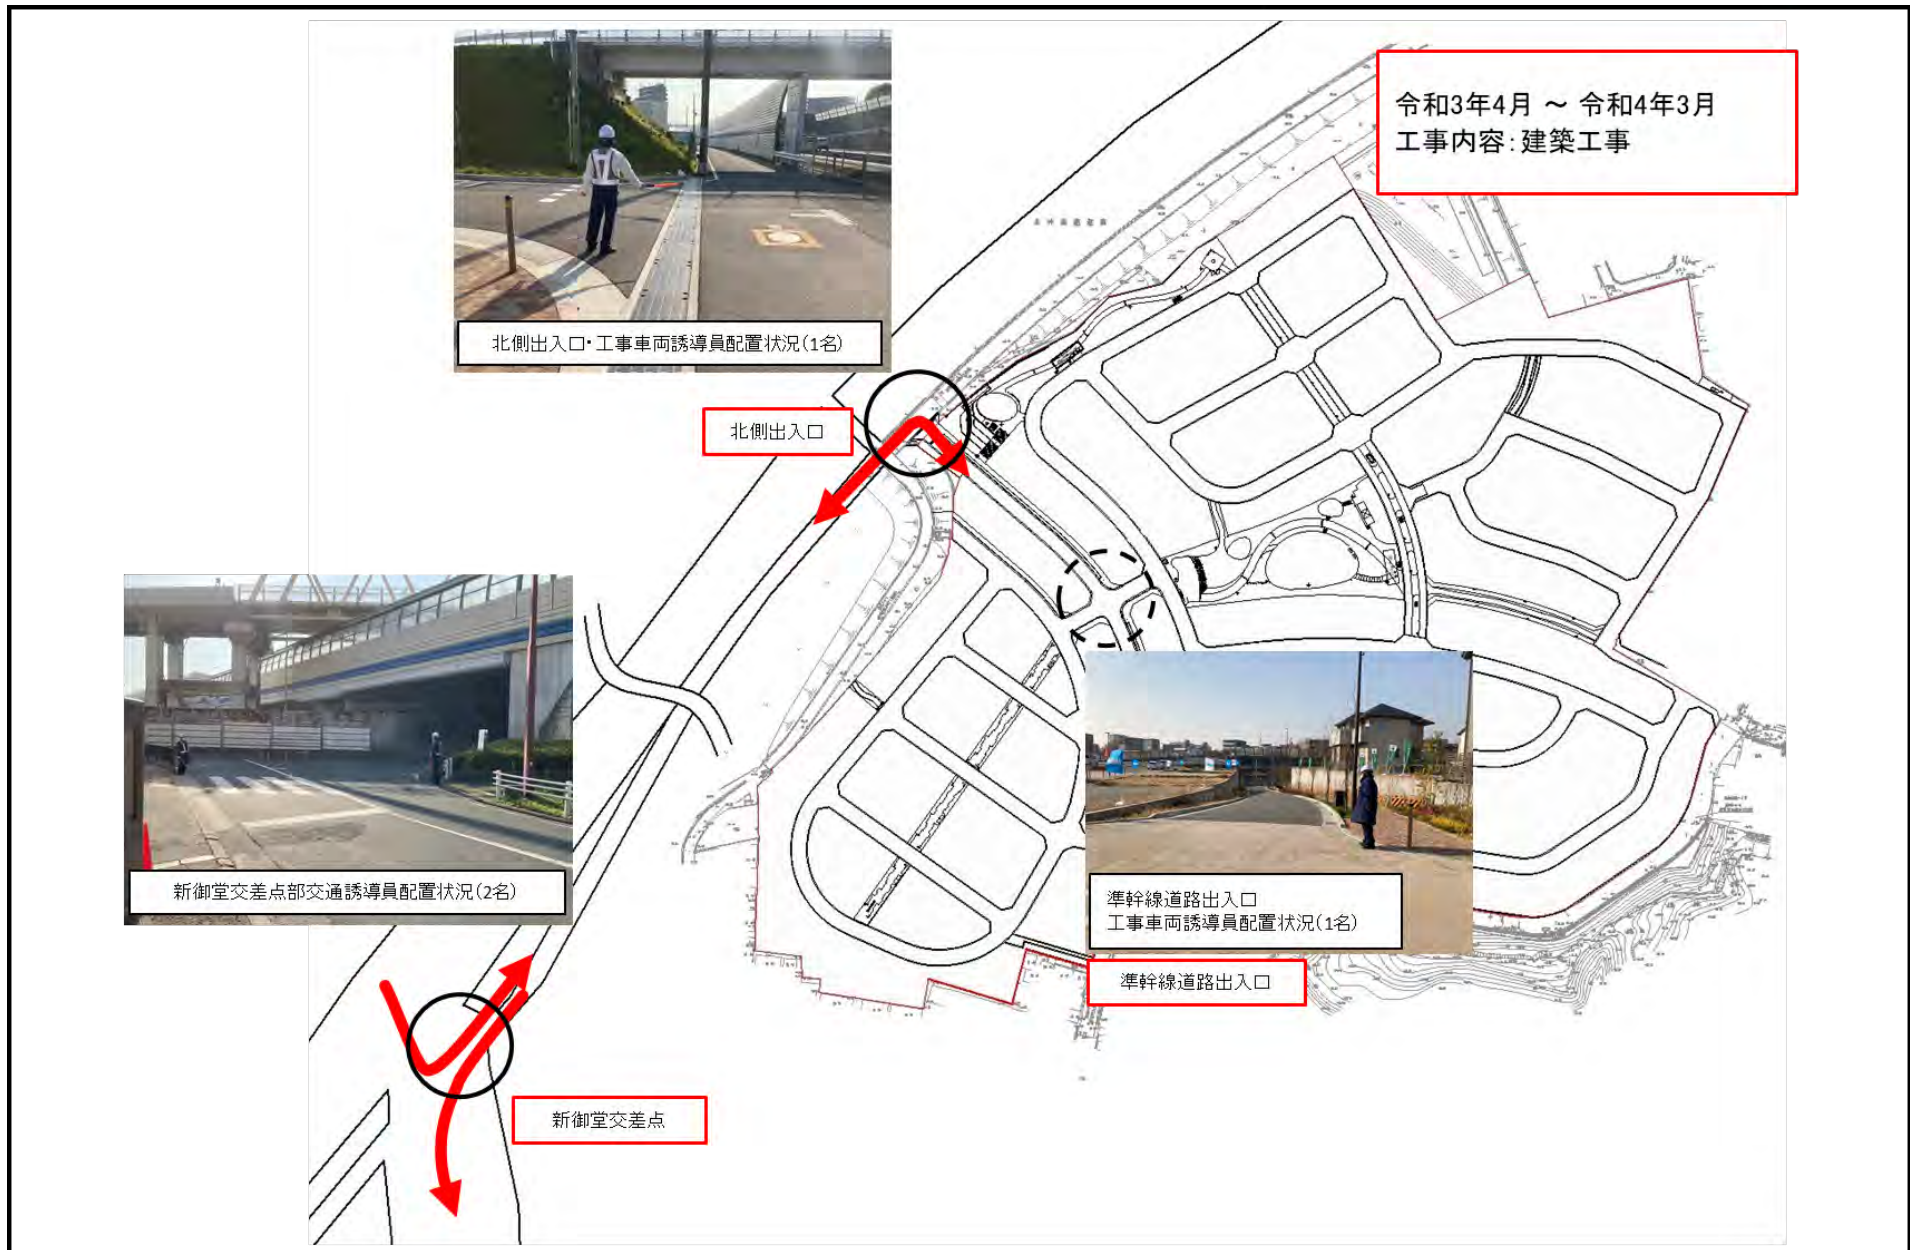 令和3年4月 ～ 令和4年3月
工事内容:建築工事
北側出入口・工事車両誘導員配置状況(1名)
北側出入口
新御堂交差点部交通誘導員配置状況(2名)
準幹線道路出入口
工事車両誘導員配置状況(1名)
準幹線道路出入口
新御堂交差点